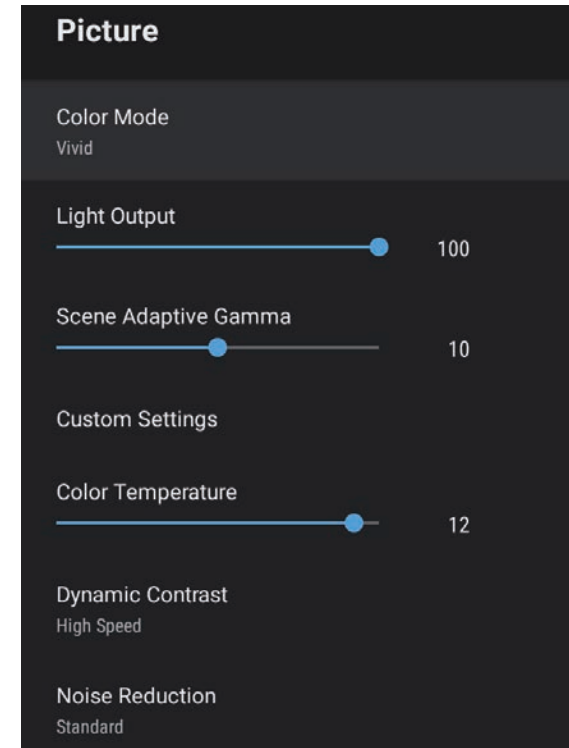 Picture
Color Mode
Vivid
Light Output
100
Scene Adaptive Gamma
10
Custom Settings
Color Temperature
12
Dynamic Contrast
High Speed
Noise Reduction
Standard